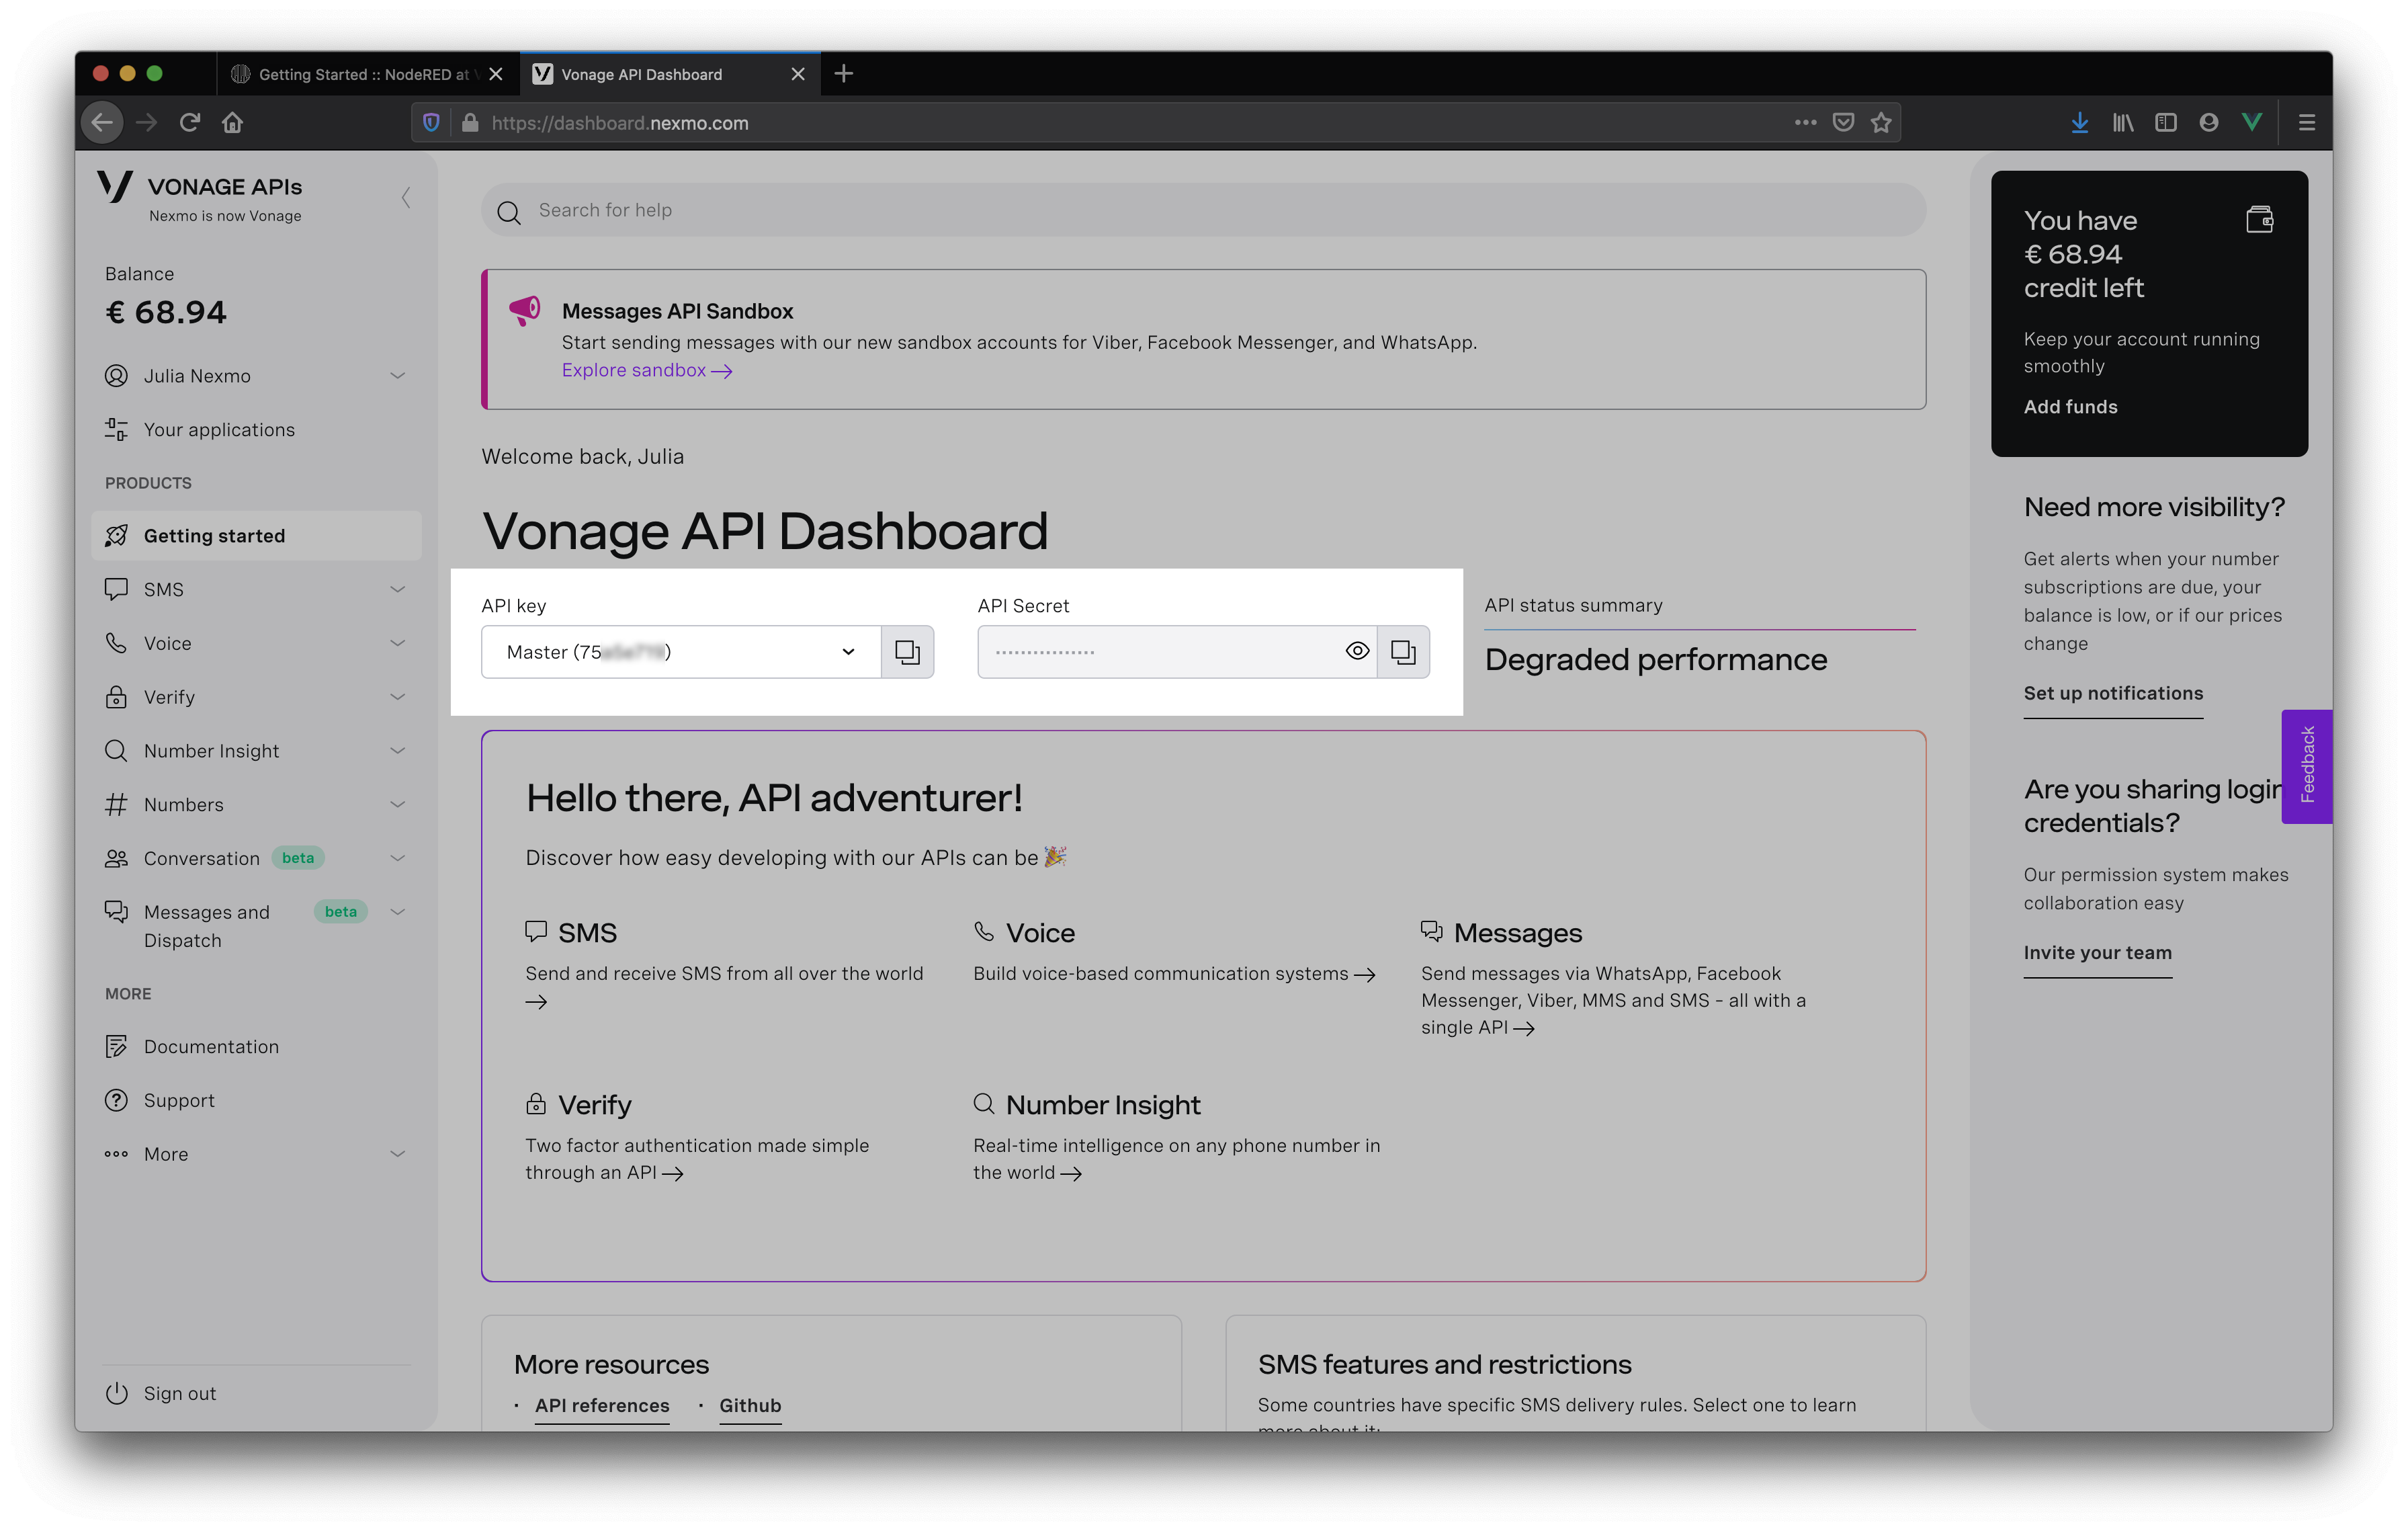 Getting Started :: NodeRED at V
Vonage API Dashboard
https://dashboard.nexmo.com
VONAGE APIs
Nexmo is now Vonage
Balance
€ 68.94
Julia Nexmo
Your applications
PRODUCTS
Getting started
SMS
Voice
Verify
Number Insight
Numbers
Conversation beta
Messages and beta
Dispatch
MORE
Documentation
Support
More
Sign out
Search for help
Messages API Sandbox
Start sending messages with our new sandbox accounts for Viber, Facebook Messenger, and WhatsApp.
Explore sandbox
Welcome back, Julia
Vonage API Dashboard
API key
Master (75
API Secret
API status summary
Degraded performance
Hello there, API adventurer!
Discover how easy developing with our APIs can be 🎉
SMS
Send and receive SMS from all over the world
→
Voice
Build voice-based communication systems →
Messages
Send messages via WhatsApp, Facebook
Messenger, Viber, MMS and SMS – all with a
single API →
Verify
Two factor authentication made simple
through an API →
Number Insight
Real-time intelligence on any phone number in
the world →
More resources
· API references · Github
SMS features and restrictions
Some countries have specific SMS delivery rules. Select one to learn
more about it:
You have
€ 68.94
credit left
Keep your account running
smoothly
Add funds
Need more visibility?
Get alerts when your number
subscriptions are due, your
balance is low, or if our prices
change
Set up notifications
Feedback
Are you sharing login
credentials?
Our permission system makes
collaboration easy
Invite your team